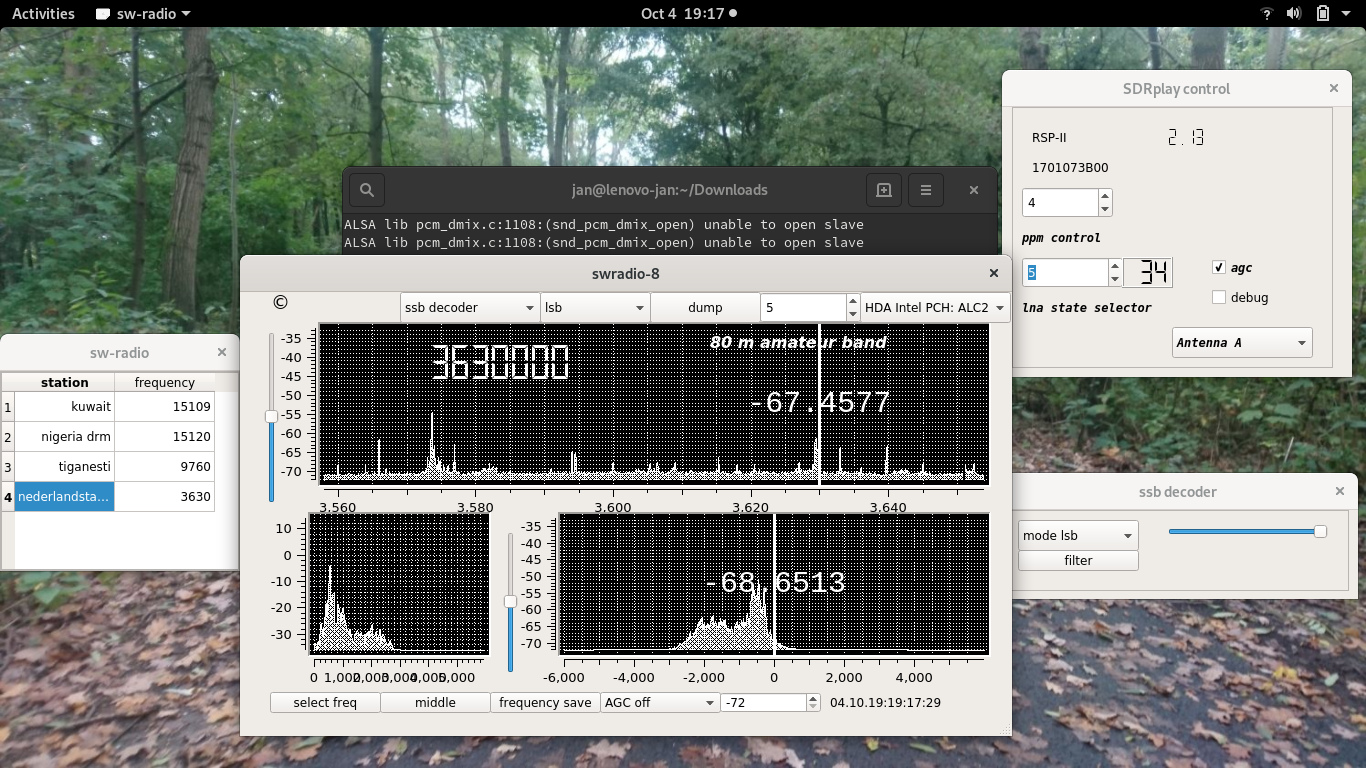 Activities sw-radio Oct 4 19:17
SDRplay control
RSP-II 2.13
1701073B00
4
ppm control
5 34 agc
debug
lna state selector
Antenna A
jan@lenovo-jan:~/Downloads
ALSA lib pcm_dmix.c:1108:(snd_pcm_dmix_open) unable to open slave
ALSA lib pcm_dmix.c:1108:(snd_pcm_dmix_open) unable to open slave
swradio-8
©
ssb decoder lsb dump 5 HDA Intel PCH: ALC2
80 m amateur band
3630000
-67.4577
-35
-40
-45
-50
-55
-60
-65
-70
3.560 3.580 3.600 3.620 3.640
sw-radio
station frequency
1 kuwait 15109
2 nigeria drm 15120
3 tiganesti 9760
4 nederlandsta... 3630
10
0
-10
-20
-30
0 1,000 2,000 3,000 4,000 5,000
-35
-40
-45
-50
-55
-60
-65
-70
-68.6513
-6,000 -4,000 -2,000 0 2,000 4,000
select freq middle frequency save AGC off -72 04.10.19:19:17:29
ssb decoder
mode lsb
filter